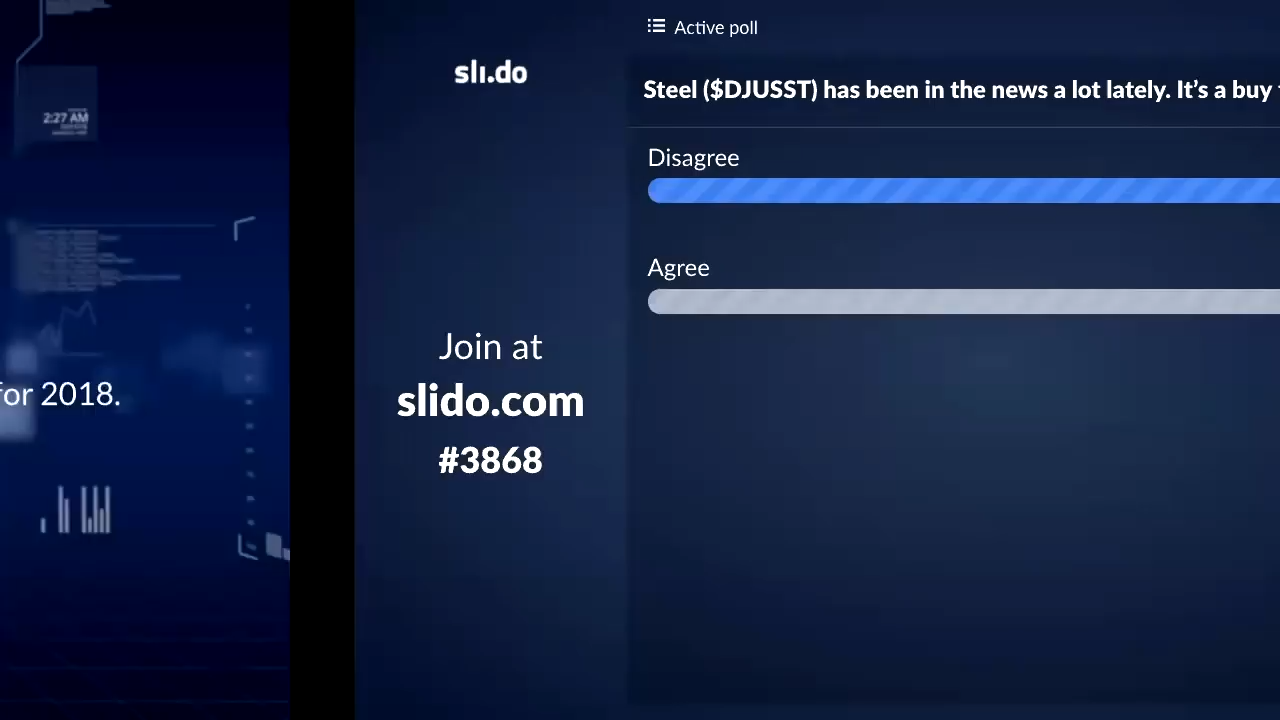 2:27 AM
for 2018.
sli.do
Join at
slido.com
#3868
Active poll
Steel ($DJUSST) has been in the news a lot lately. It’s a buy
Disagree
Agree